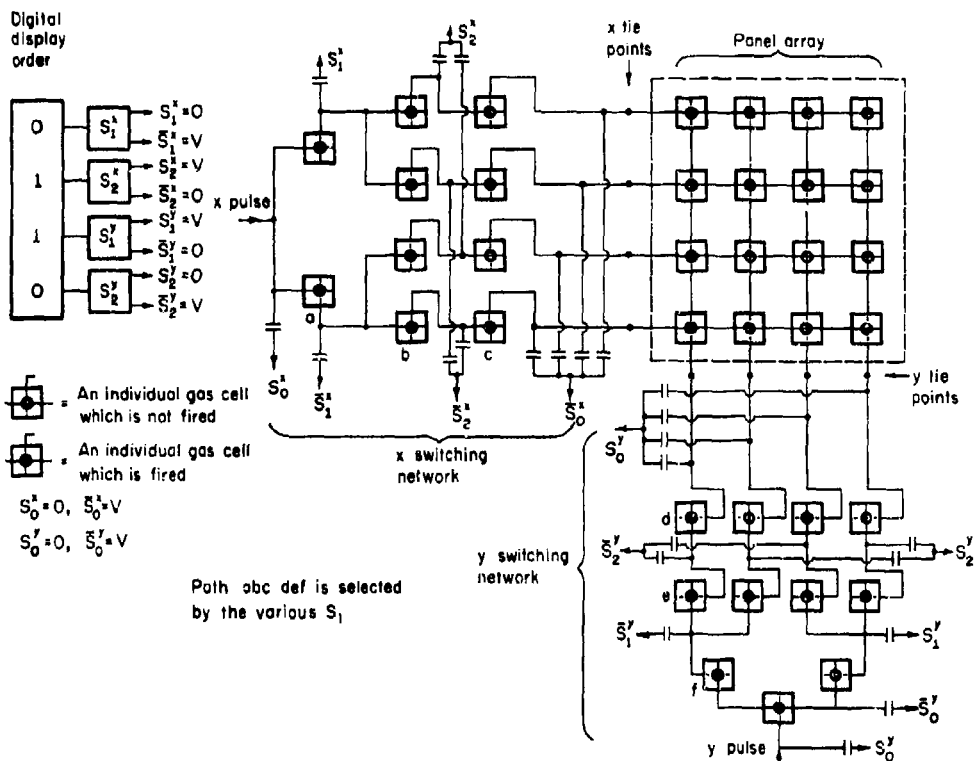 Digital
display
order
0
1
1
0
S₁ˣ
S₂ˣ
S₁ʸ
S₂ʸ
S₁ˣ=0
S̄₁ˣ=V
S₂ˣ=V
S̄₂ˣ=0
S₁ʸ=V
S̄₁ʸ=0
S₂ʸ=0
S̄₂ʸ=V
x pulse
S₁ˣ
S₂ˣ
x tie
points
Panel array
a
b
c
S₀ˣ
S̄₁ˣ
S̄₂ˣ
S̄₀ˣ
x switching
network
y tie
points
= An individual gas cell
which is not fired
= An individual gas cell
which is fired
S₀ˣ=0, S̄₀ˣ=V
S₀ʸ=0, S̄₀ʸ=V
Path abc def is selected
by the various S₁
y switching
network
S₀ʸ
d
S̄₂ʸ
S₂ʸ
e
S̄₁ʸ
S₁ʸ
f
S̄₀ʸ
y pulse
S₀ʸ